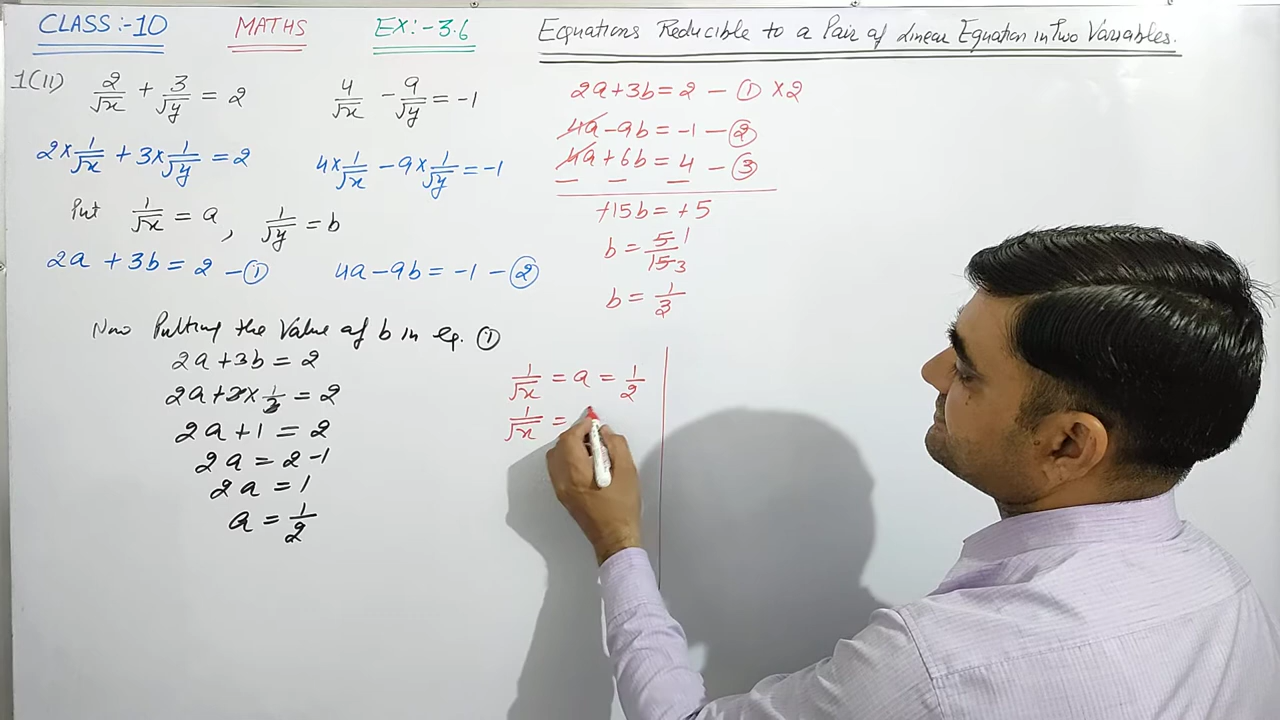 CLASS:-10 MATHS EX:-3.6 Equations Reducible to a Pair of Linear Equation in Two Variables.
1(II) 2/√x + 3/√y = 2 4/√x - 9/√y = -1
2×1/√x + 3×1/√y = 2 4×1/√x - 9×1/√y = -1
Put 1/√x = a, 1/√y = b
2a + 3b = 2 - ① 4a - 9b = -1 - ②
Now Putting the Value of b in eq. ①
2a + 3b = 2
2a + 3 × 1/3 = 2
2a + 1 = 2
2a = 2 - 1
2a = 1
a = 1/2
2a + 3b = 2 - ① × 2
4a - 9b = -1 - ②
4a + 6b = 4 - ③
- - -
+15b = +5
b = 5/15 1 3
b = 1/3
1/√x = a = 1/2
1/√x =